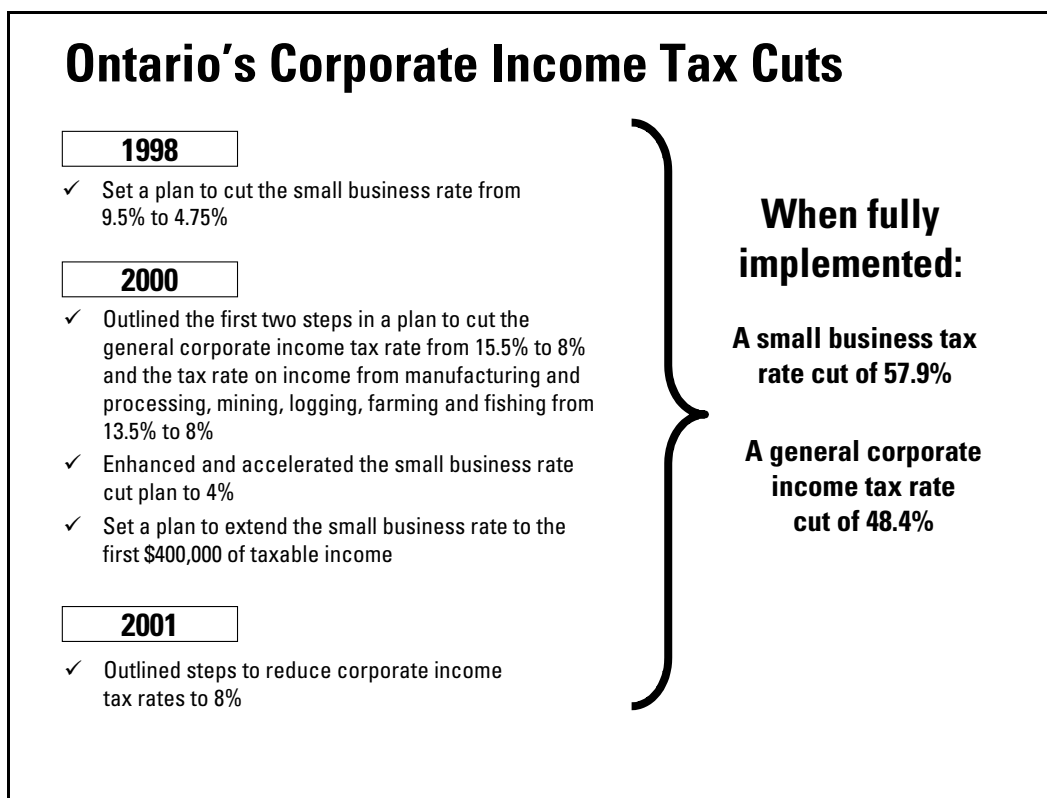 Ontario's Corporate Income Tax Cuts
1998
✓ Set a plan to cut the small business rate from
9.5% to 4.75%
2000
✓ Outlined the first two steps in a plan to cut the
general corporate income tax rate from 15.5% to 8%
and the tax rate on income from manufacturing and
processing, mining, logging, farming and fishing from
13.5% to 8%
✓ Enhanced and accelerated the small business rate
cut plan to 4%
✓ Set a plan to extend the small business rate to the
first $400,000 of taxable income
2001
✓ Outlined steps to reduce corporate income
tax rates to 8%
When fully
implemented:
A small business tax
rate cut of 57.9%
A general corporate
income tax rate
cut of 48.4%